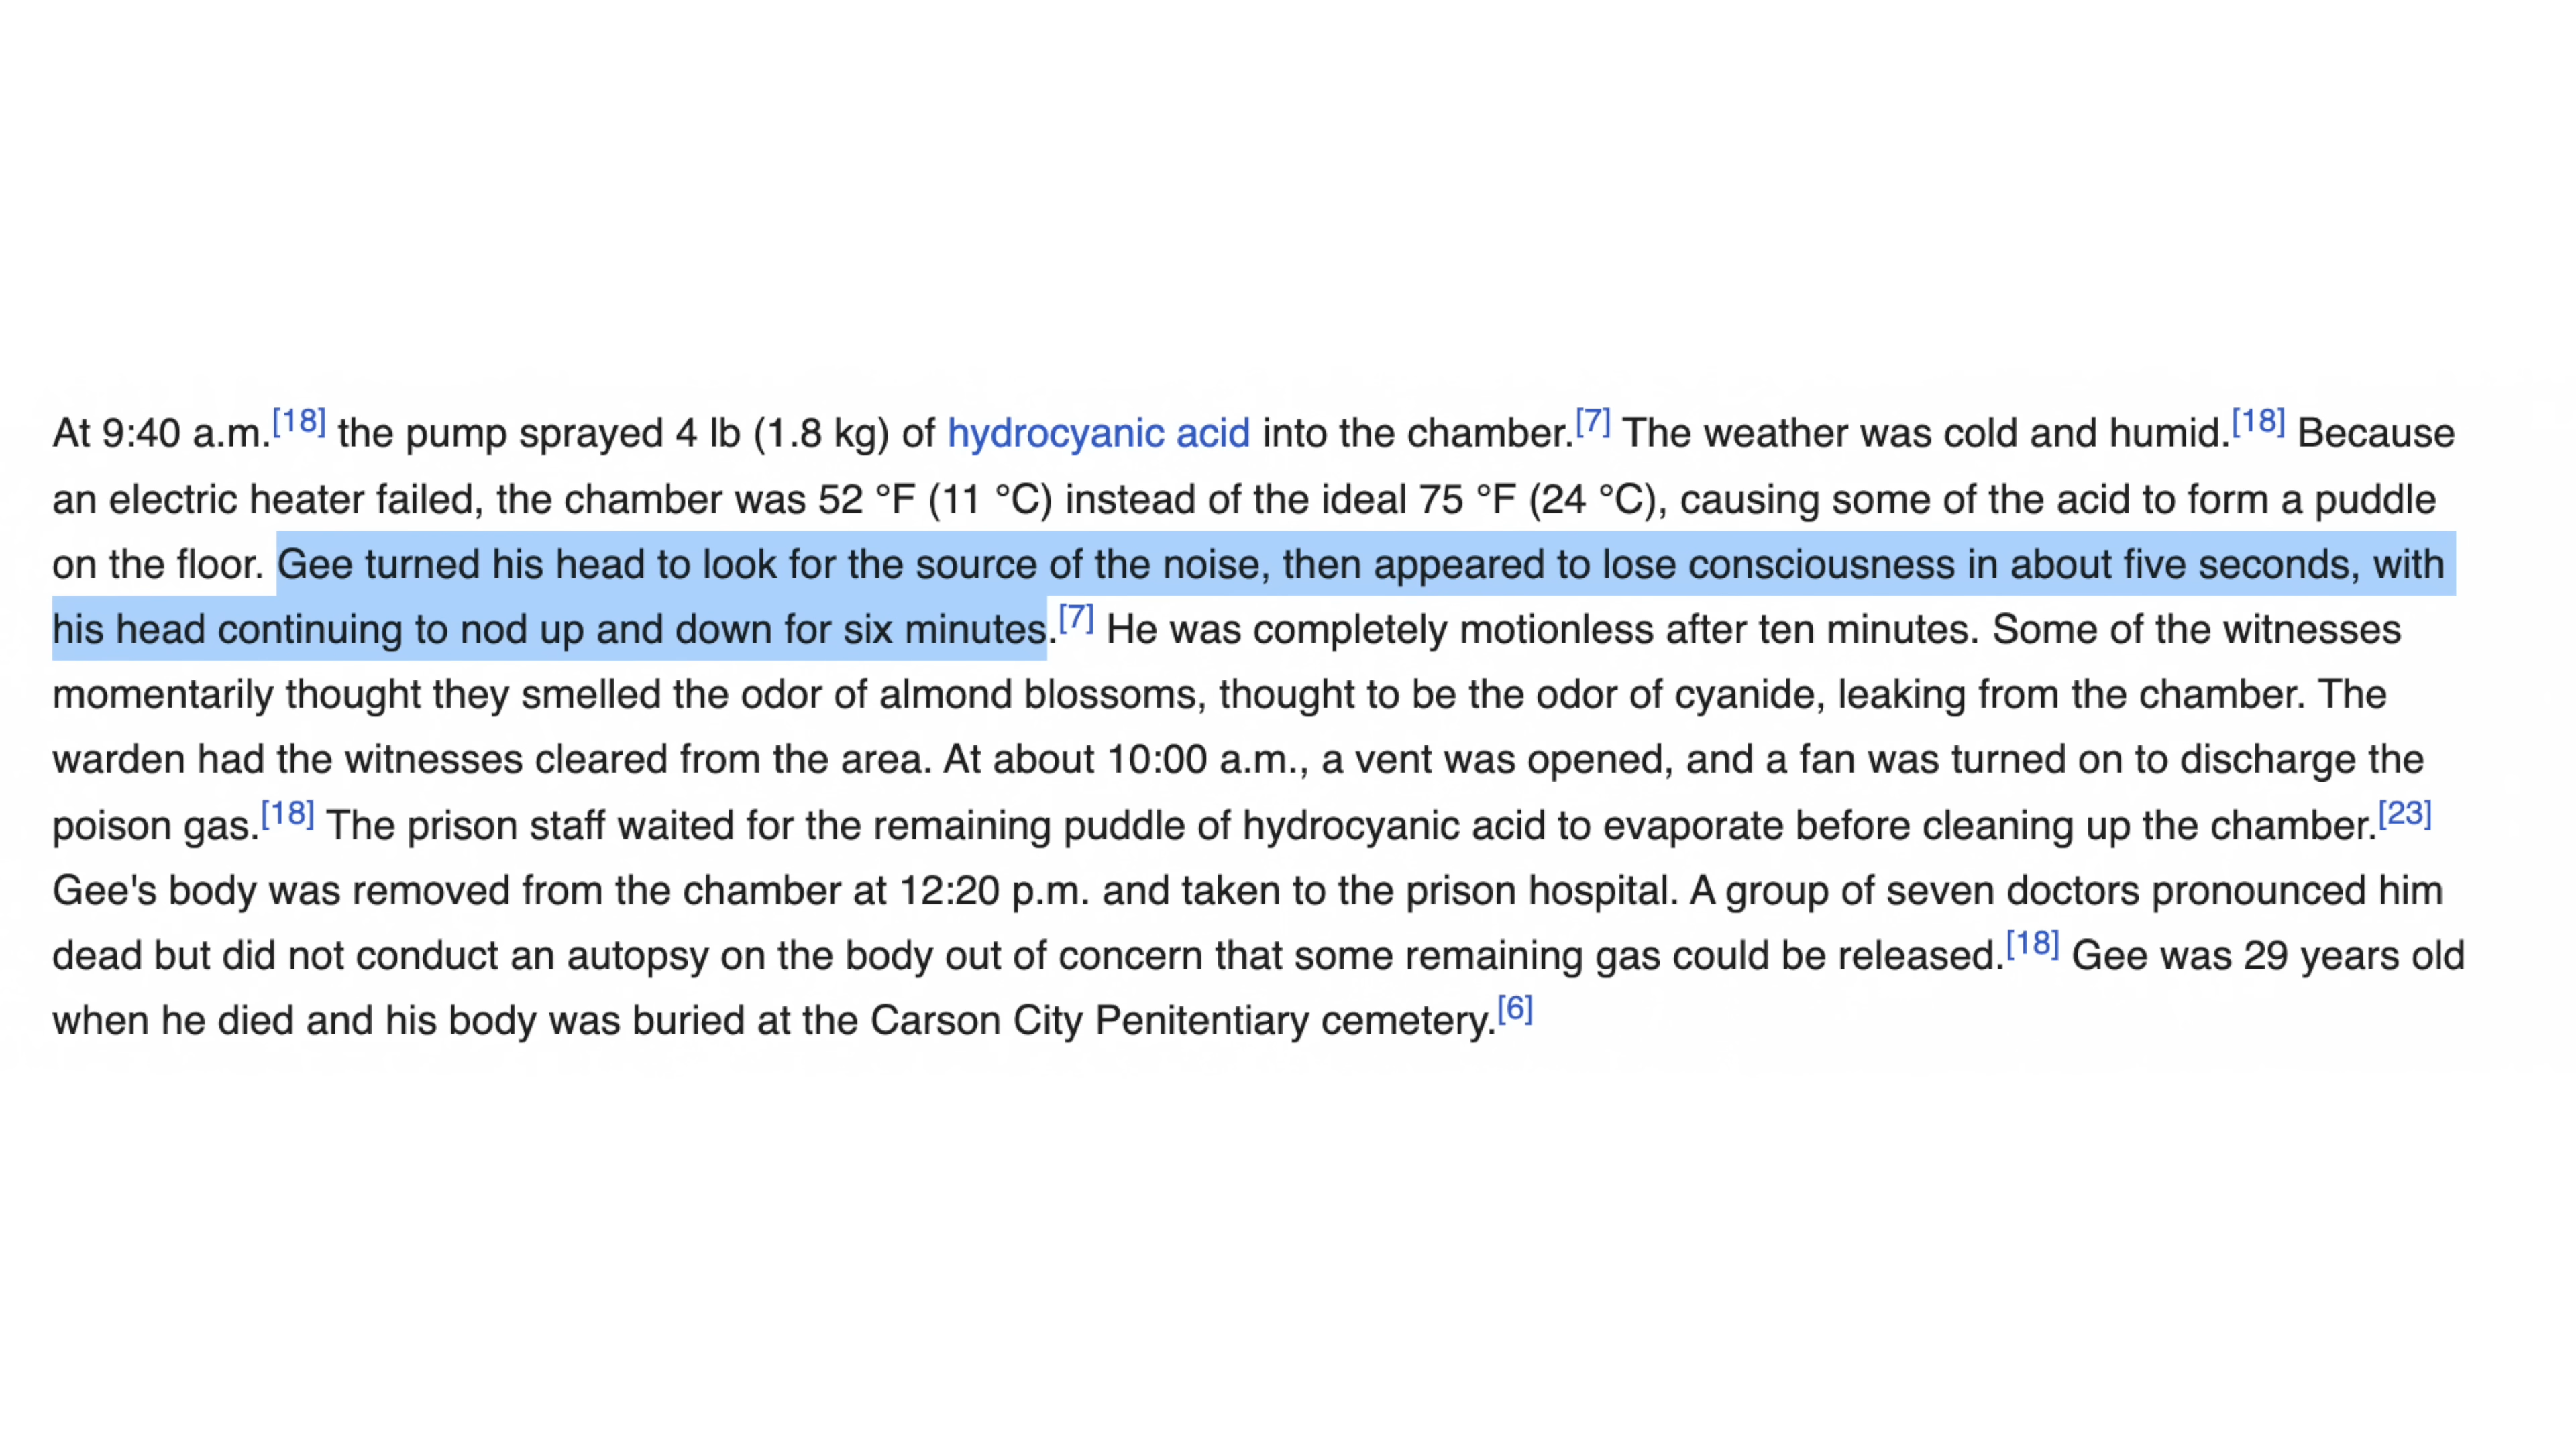 At 9:40 a.m.[18] the pump sprayed 4 lb (1.8 kg) of hydrocyanic acid into the chamber.[7] The weather was cold and humid.[18] Because
an electric heater failed, the chamber was 52 °F (11 °C) instead of the ideal 75 °F (24 °C), causing some of the acid to form a puddle
on the floor. Gee turned his head to look for the source of the noise, then appeared to lose consciousness in about five seconds, with
his head continuing to nod up and down for six minutes.[7] He was completely motionless after ten minutes. Some of the witnesses
momentarily thought they smelled the odor of almond blossoms, thought to be the odor of cyanide, leaking from the chamber. The
warden had the witnesses cleared from the area. At about 10:00 a.m., a vent was opened, and a fan was turned on to discharge the
poison gas.[18] The prison staff waited for the remaining puddle of hydrocyanic acid to evaporate before cleaning up the chamber.[23]
Gee's body was removed from the chamber at 12:20 p.m. and taken to the prison hospital. A group of seven doctors pronounced him
dead but did not conduct an autopsy on the body out of concern that some remaining gas could be released.[18] Gee was 29 years old
when he died and his body was buried at the Carson City Penitentiary cemetery.[6]